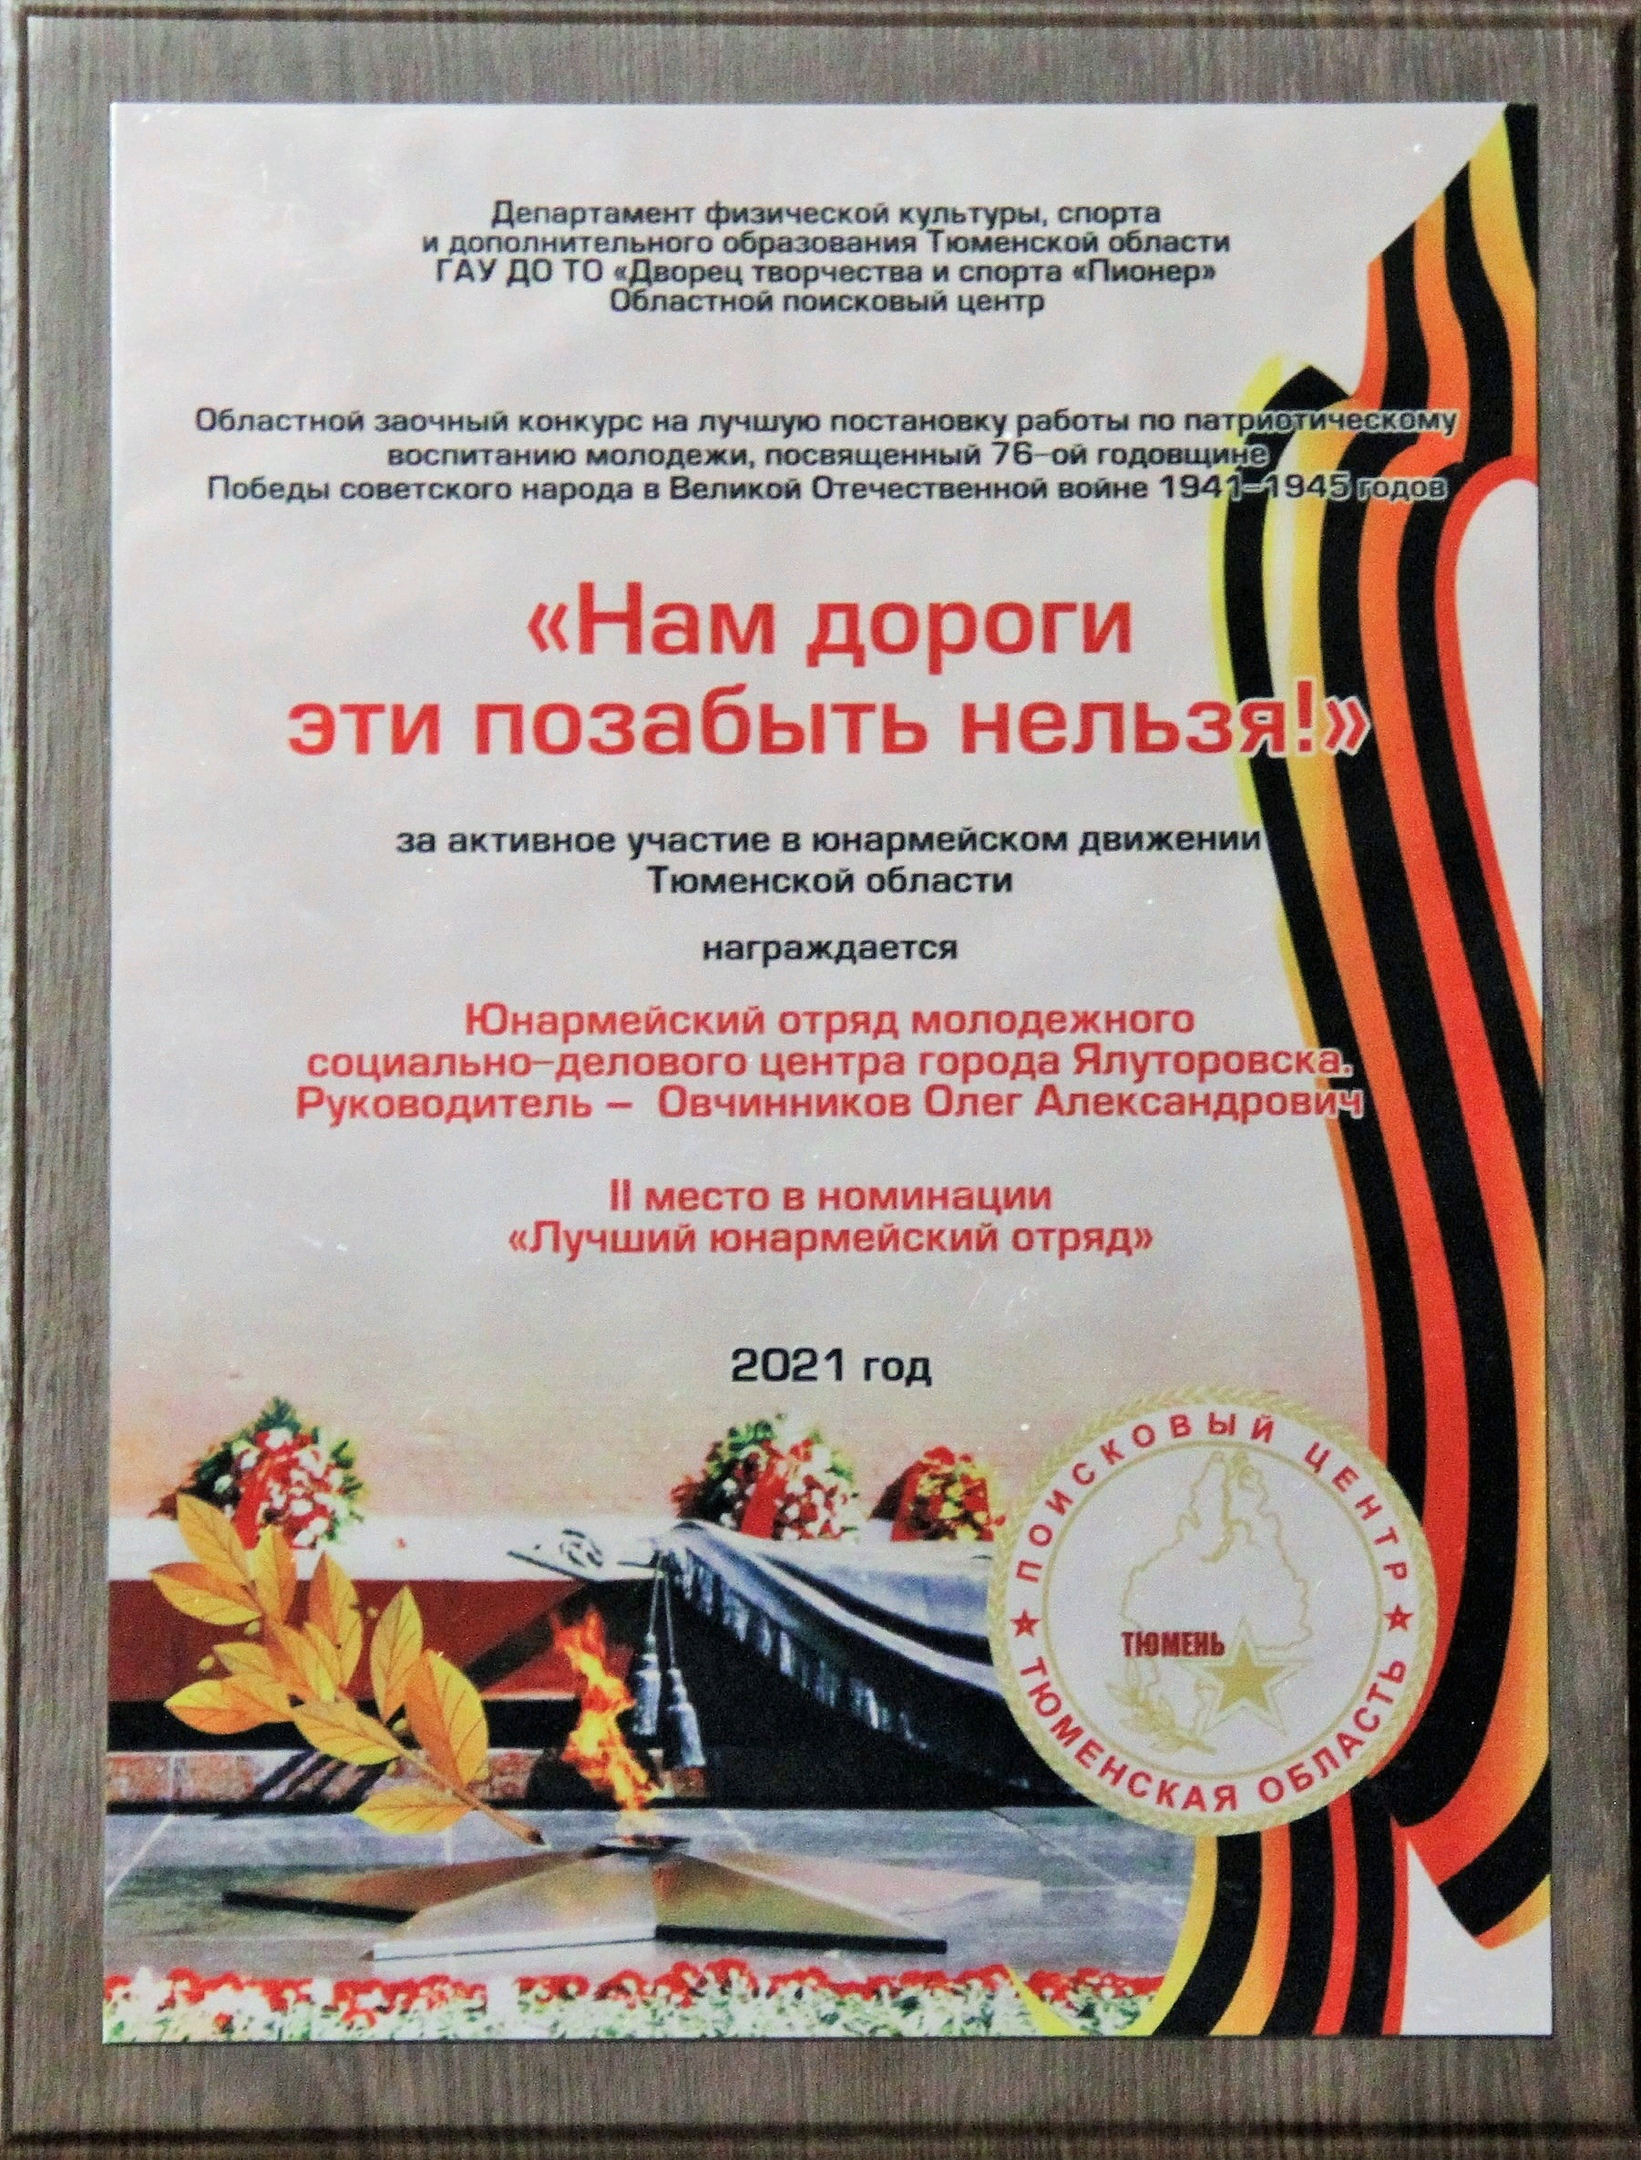 Департамент физической культуры, спорта
и дополнительного образования Тюменской области
ГАУ ДО ТО «Дворец творчества и спорта «Пионер»
Областной поисковый центр
Областной заочный конкурс на лучшую постановку работы по патриотическому
воспитанию молодежи, посвященный 76-ой годовщине
Победы советского народа в Великой Отечественной войне 1941-1945 годов
«Нам дороги
эти позабыть нельзя!»
за активное участие в юнармейском движении
Тюменской области
награждается
Юнармейский отряд молодежного
социально-делового центра города Ялуторовска.
Руководитель – Овчинников Олег Александрович
II место в номинации
«Лучший юнармейский отряд»
2021 год
ПОИСКОВЫЙ ЦЕНТР
ТЮМЕНЬ
ТЮМЕНСКАЯ ОБЛАСТЬ